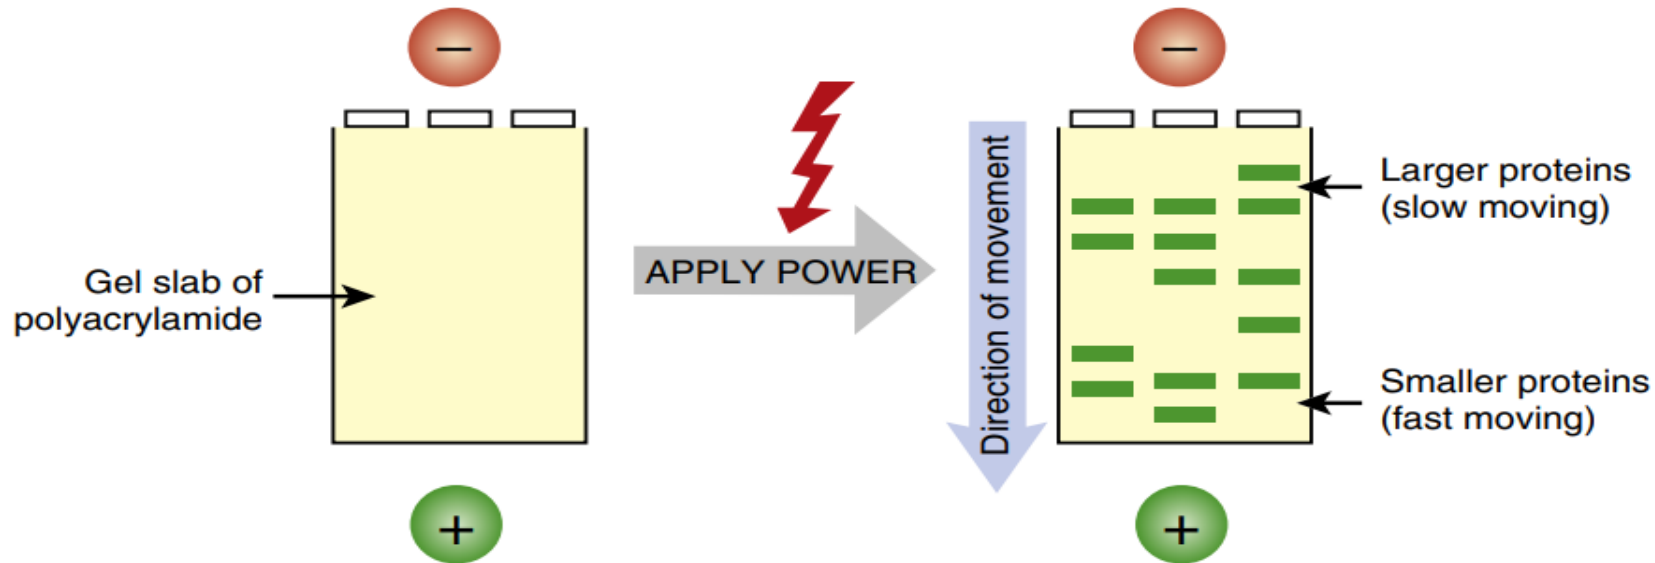 −
−
Gel slab of
polyacrylamide
APPLY POWER
Direction of movement
Larger proteins
(slow moving)
Smaller proteins
(fast moving)
+
+